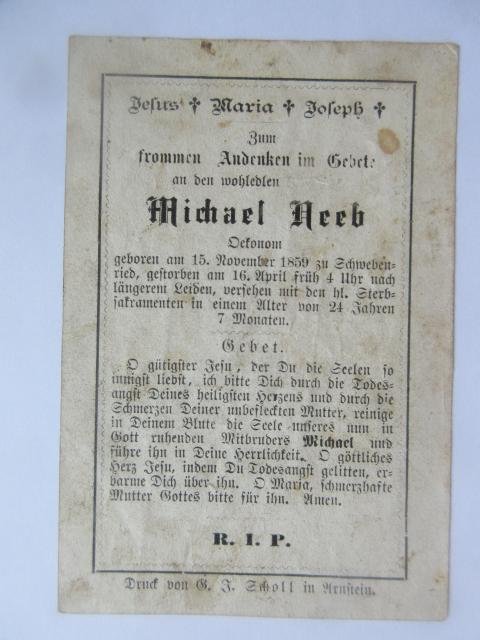 Jesus ✝ Maria ✝ Joseph ✝
Zum
frommen Andenken im Gebete
an den wohledlen
Michael Neeb
Oekonom
geboren am 15. November 1859 zu Schweben-
ried, gestorben am 16. April früh 4 Uhr nach
längerem Leiden, versehen mit den hl. Sterb-
sakramenten in einem Alter von 24 Jahren
7 Monaten.
Gebet.
O gütigster Jesu, der Du die Seelen so
innigst liebst, ich bitte Dich durch die Todes-
angst Deines heiligsten Herzens und durch die
Schmerzen Deiner unbefleckten Mutter, reinige
in Deinem Blute die Seele unseres nun in
Gott ruhenden Mitbruders Michael und
führe ihn in Deine Herrlichkeit. O göttliches
Herz Jesu, indem Du Todesangst gelitten, er-
barme Dich über ihn. O Maria, schmerzhafte
Mutter Gottes bitte für ihn. Amen.
R. I. P.
Druck von G. J. Scholl in Arnstein.